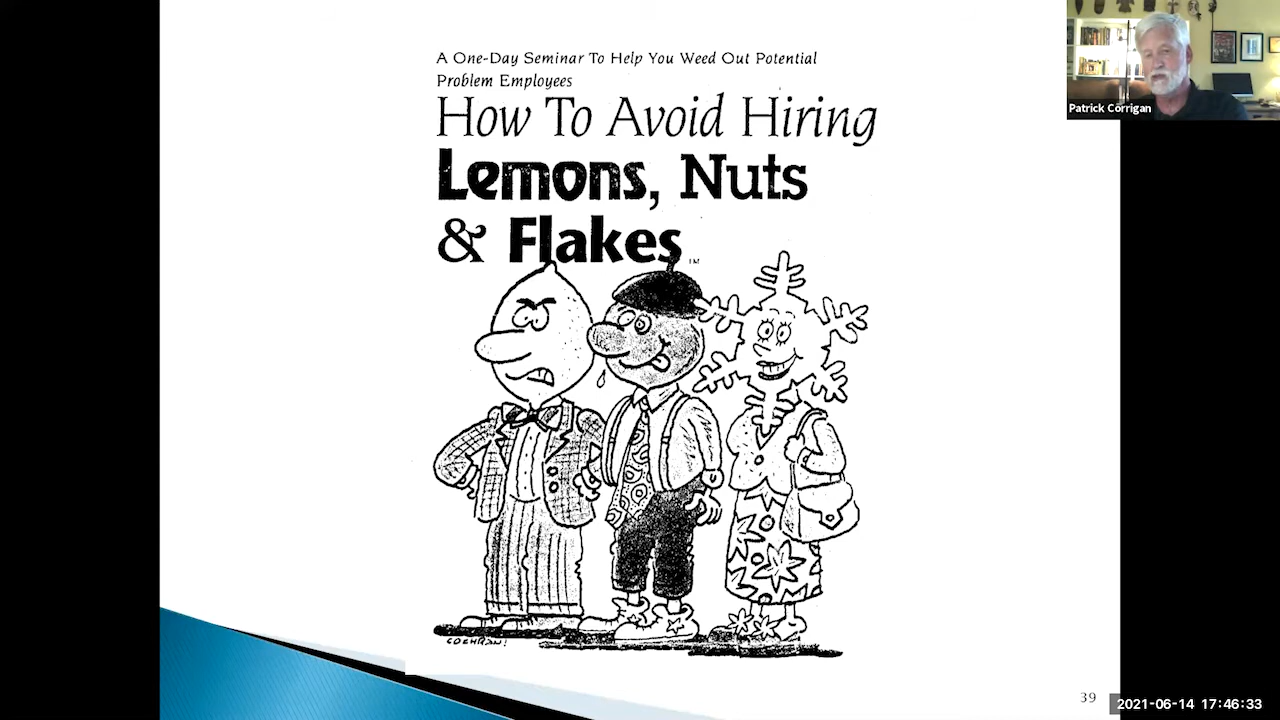 A One-Day Seminar To Help You Weed Out Potential
Problem Employees
How To Avoid Hiring
Lemons, Nuts
& Flakes™
COCHRAN!
Patrick Corrigan
39
2021-06-14 17:46:33